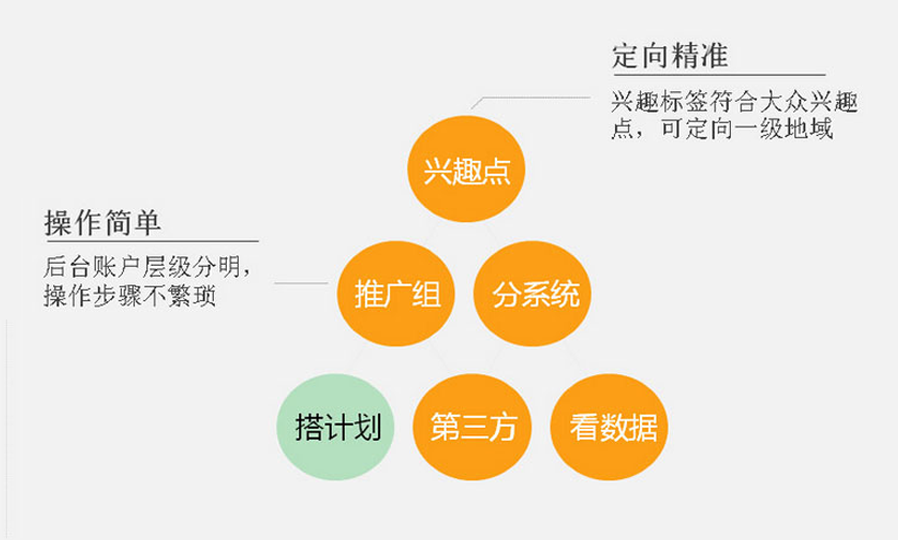 定向精准
兴趣标签符合大众兴趣
点，可定向一级地域
兴趣点
操作简单
后台账户层级分明，
操作步骤不繁琐
推广组
分系统
搭计划
第三方
看数据